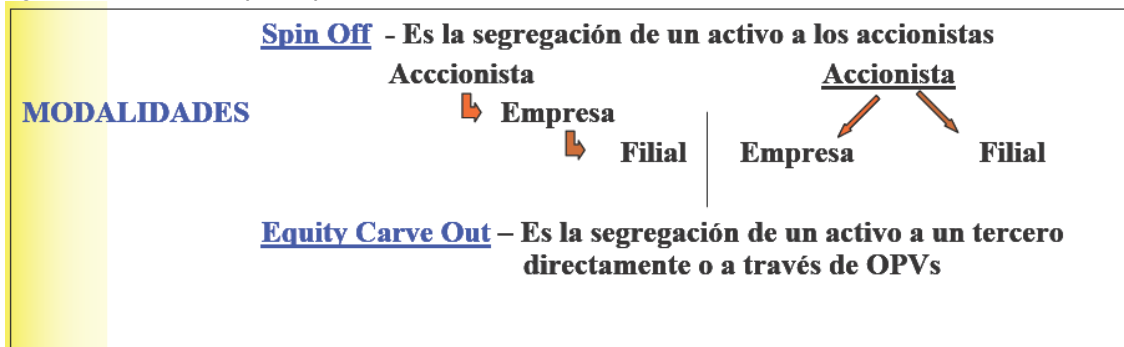 Spin Off - Es la segregación de un activo a los accionistas
Acccionista
Accionista
MODALIDADES
Empresa
Filial
Empresa
Filial
Equity Carve Out – Es la segregación de un activo a un tercero
directamente o a través de OPVs